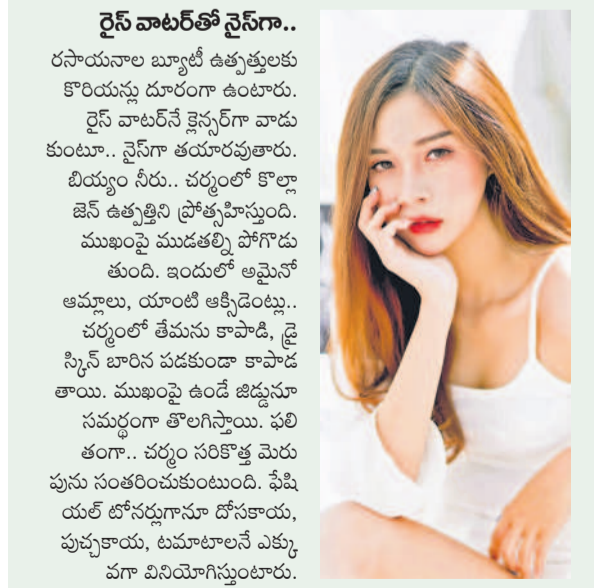 రైస్ వాటర్‌తో నైస్‌గా..
రసాయనాల బ్యూటీ ఉత్పత్తులకు
కొరియన్లు దూరంగా ఉంటారు.
రైస్ వాటర్‌నే క్లెన్సర్‌గా వాడు
కుంటూ.. నైస్‌గా తయారవుతారు.
బియ్యం నీరు.. చర్మంలో కొల్లా
జెన్ ఉత్పత్తిని ప్రోత్సహిస్తుంది.
ముఖంపై ముడతల్ని పోగొడు
తుంది. ఇందులో అమైనో
ఆమ్లాలు, యాంటి ఆక్సిడెంట్లు..
చర్మంలో తేమను కాపాడి, డ్రై
స్కిన్ బారిన పడకుండా కాపాడ
తాయి. ముఖంపై ఉండే జిడ్డునూ
సమర్థంగా తొలగిస్తాయి. ఫలి
తంగా.. చర్మం సరికొత్త మెరు
పును సంతరించుకుంటుంది. ఫేషి
యల్ టోనర్లుగానూ దోసకాయ,
పుచ్చకాయ, టమాటాలనే ఎక్కు
వగా వినియోగిస్తుంటారు.